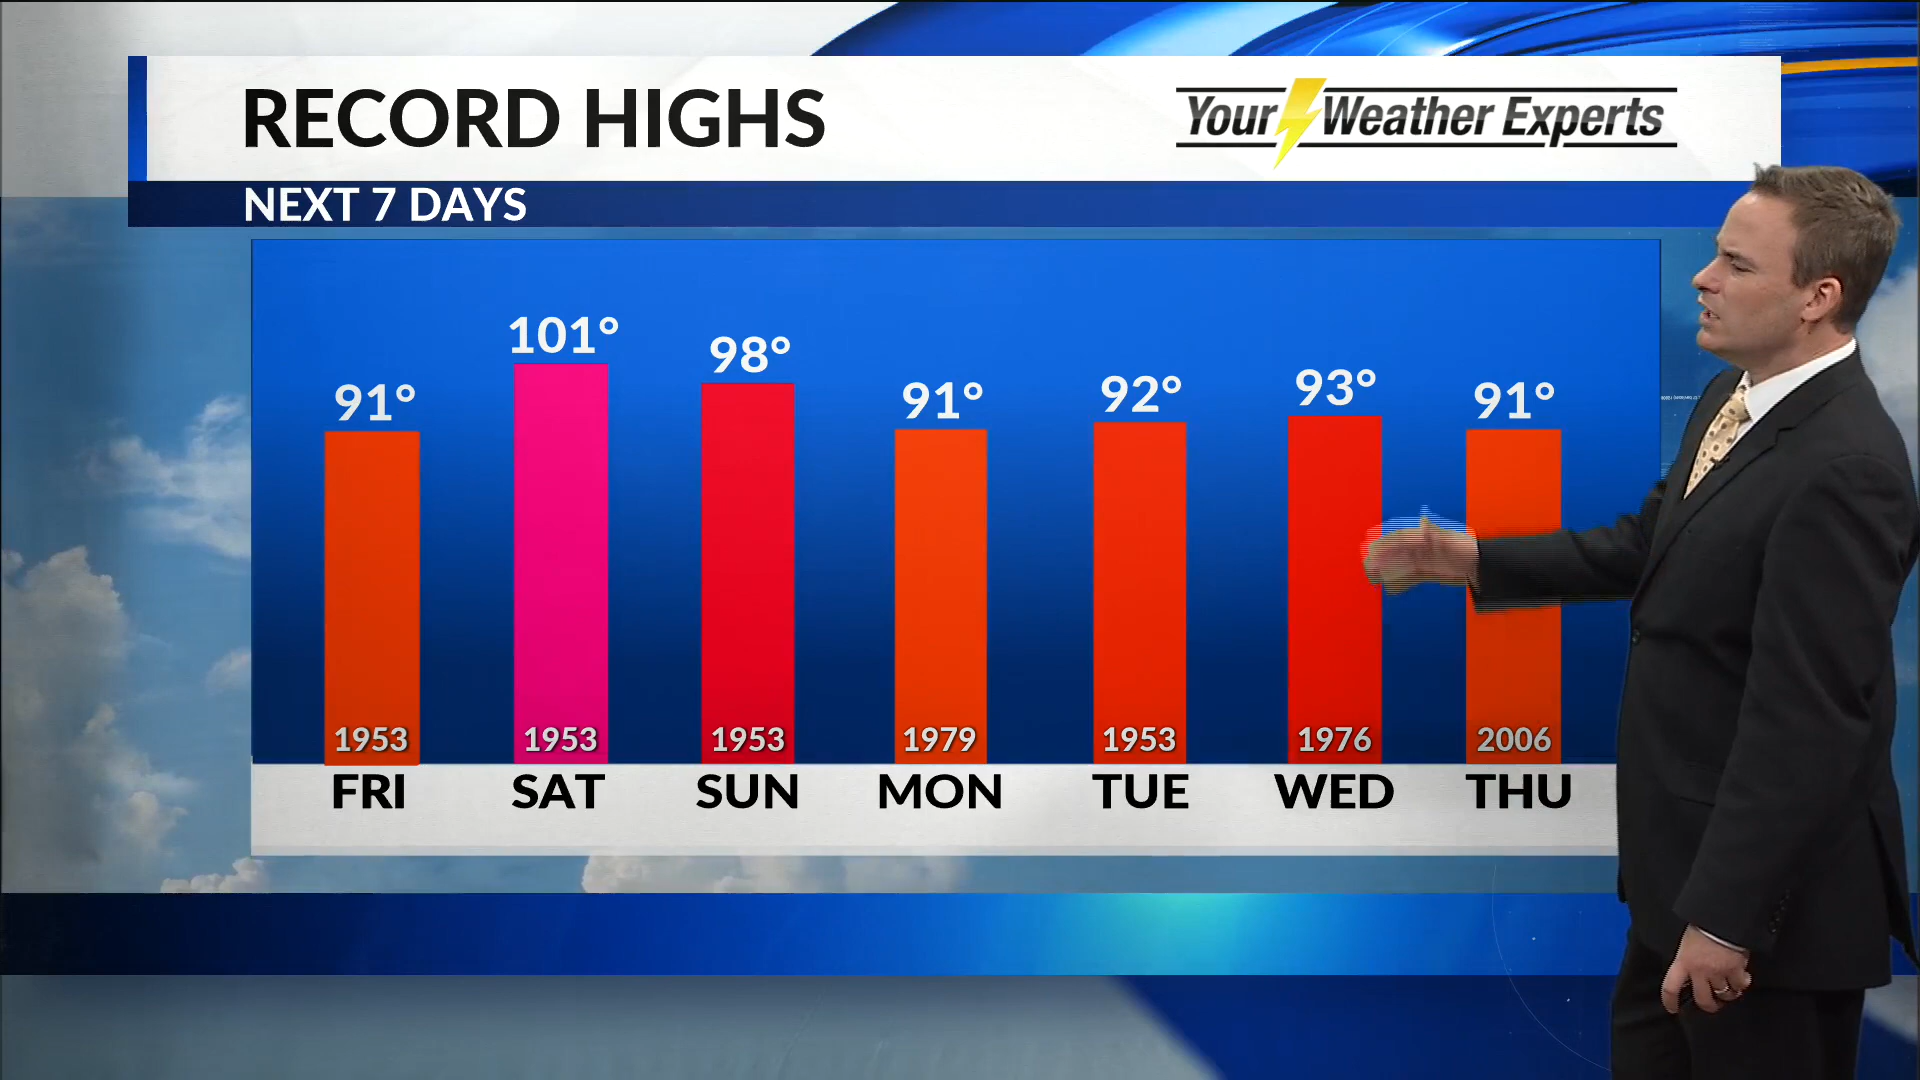 RECORD HIGHS
Your Weather Experts
NEXT 7 DAYS
91° 101° 98° 91° 92° 93° 91°
1953 1953 1953 1979 1953 1976 2006
FRI SAT SUN MON TUE WED THU